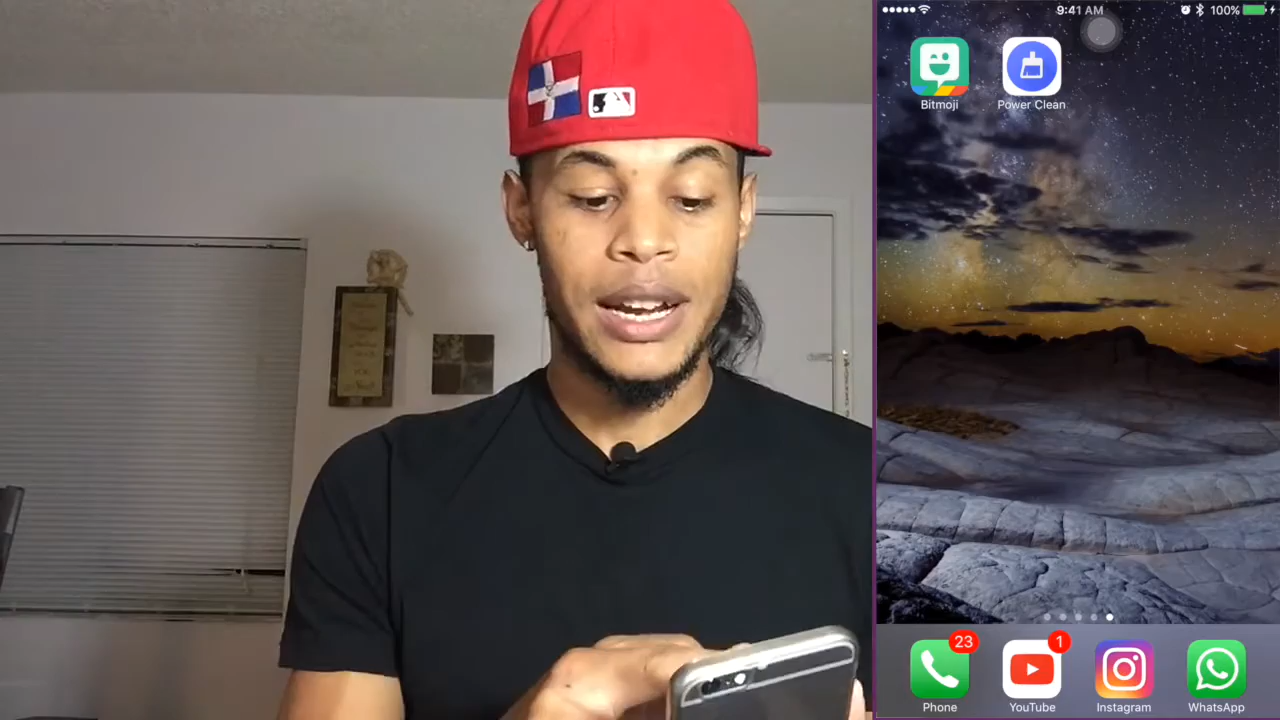 9:41 AM
100%
Bitmoji
Power Clean
23
1
Phone
YouTube
Instagram
WhatsApp